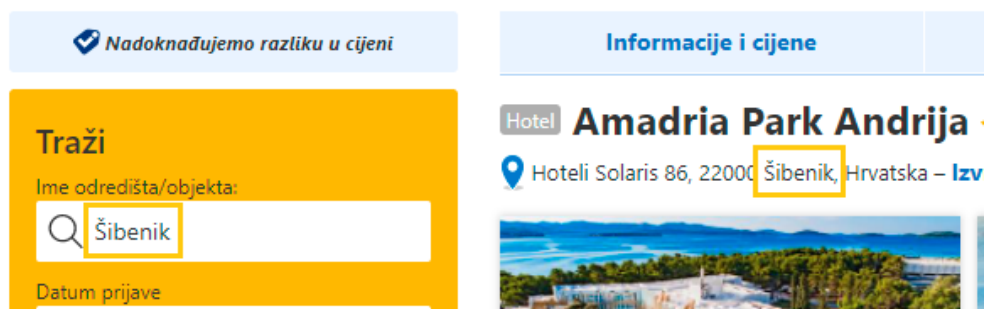 Nadoknađujemo razliku u cijeni
Informacije i cijene
Traži
Ime odredišta/objekta:
Šibenik
Datum prijave
Hotel Amadria Park Andrija
Hoteli Solaris 86, 22000 Šibenik, Hrvatska – Izv